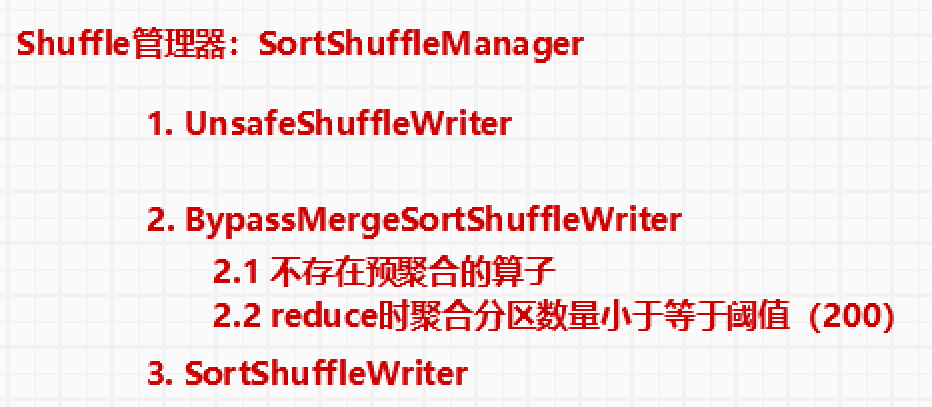 Shuffle管理器：SortShuffleManager
1. UnsafeShuffleWriter
2. BypassMergeSortShuffleWriter
2.1 不存在预聚合的算子
2.2 reduce时聚合分区数量小于等于阈值（200）
3. SortShuffleWriter